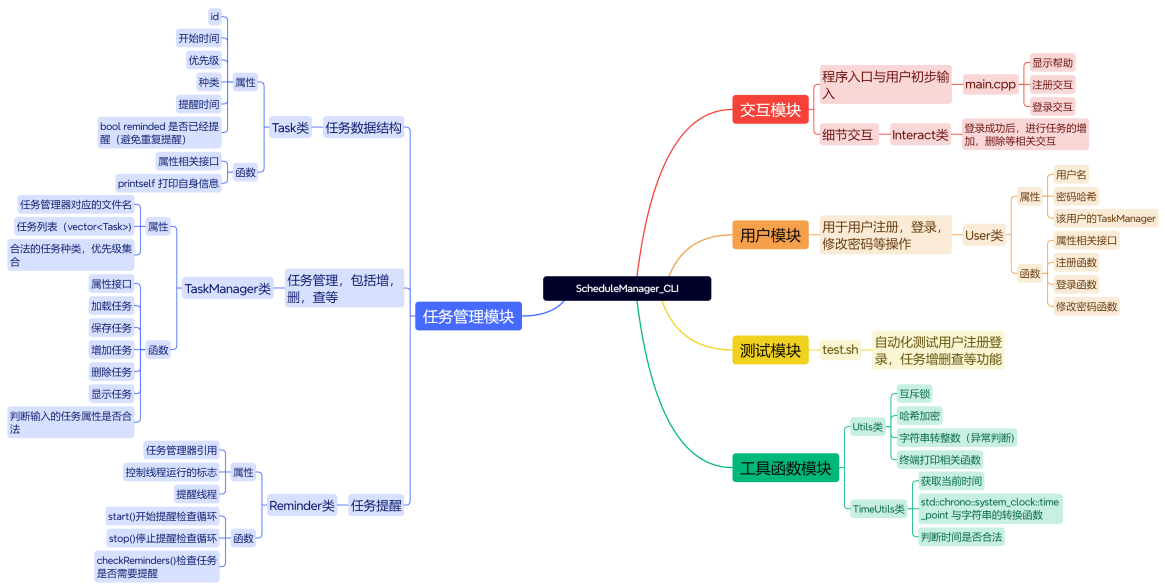 ScheduleManager_CLI
交互模块
程序入口与用户初步输
入
main.cpp
显示帮助
注册交互
登录交互
细节交互
Interact类
登录成功后，进行任务的增
加，删除等相关交互
用户模块
用于用户注册，登录，
修改密码等操作
User类
属性
用户名
密码哈希
该用户的TaskManager
函数
属性相关接口
注册函数
登录函数
修改密码函数
测试模块
test.sh
自动化测试用户注册登
录，任务增删查等功能
工具函数模块
Utils类
互斥锁
哈希加密
字符串转整数（异常判断)
终端打印相关函数
TimeUtils类
获取当前时间
std::chrono::system_clock::time
_point 与字符串的转换函数
判断时间是否合法
任务管理模块
任务数据结构
Task类
属性
id
开始时间
优先级
种类
提醒时间
bool reminded 是否已经提
醒（避免重复提醒）
函数
属性相关接口
printself 打印自身信息
任务管理，包括增，
删，查等
TaskManager类
属性
任务管理器对应的文件名
任务列表（vector<Task>)
合法的任务种类，优先级集
合
函数
属性接口
加载任务
保存任务
增加任务
删除任务
显示任务
判断输入的任务属性是否合
法
任务提醒
Reminder类
属性
任务管理器引用
控制线程运行的标志
提醒线程
函数
start()开始提醒检查循环
stop()停止提醒检查循环
checkReminders()检查任务
是否需要提醒